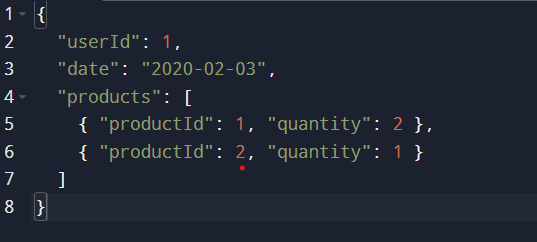 1 {
2 "userId": 1,
3 "date": "2020-02-03",
4 "products": [
5 { "productId": 1, "quantity": 2 },
6 { "productId": 2, "quantity": 1 }
7 ]
8 }